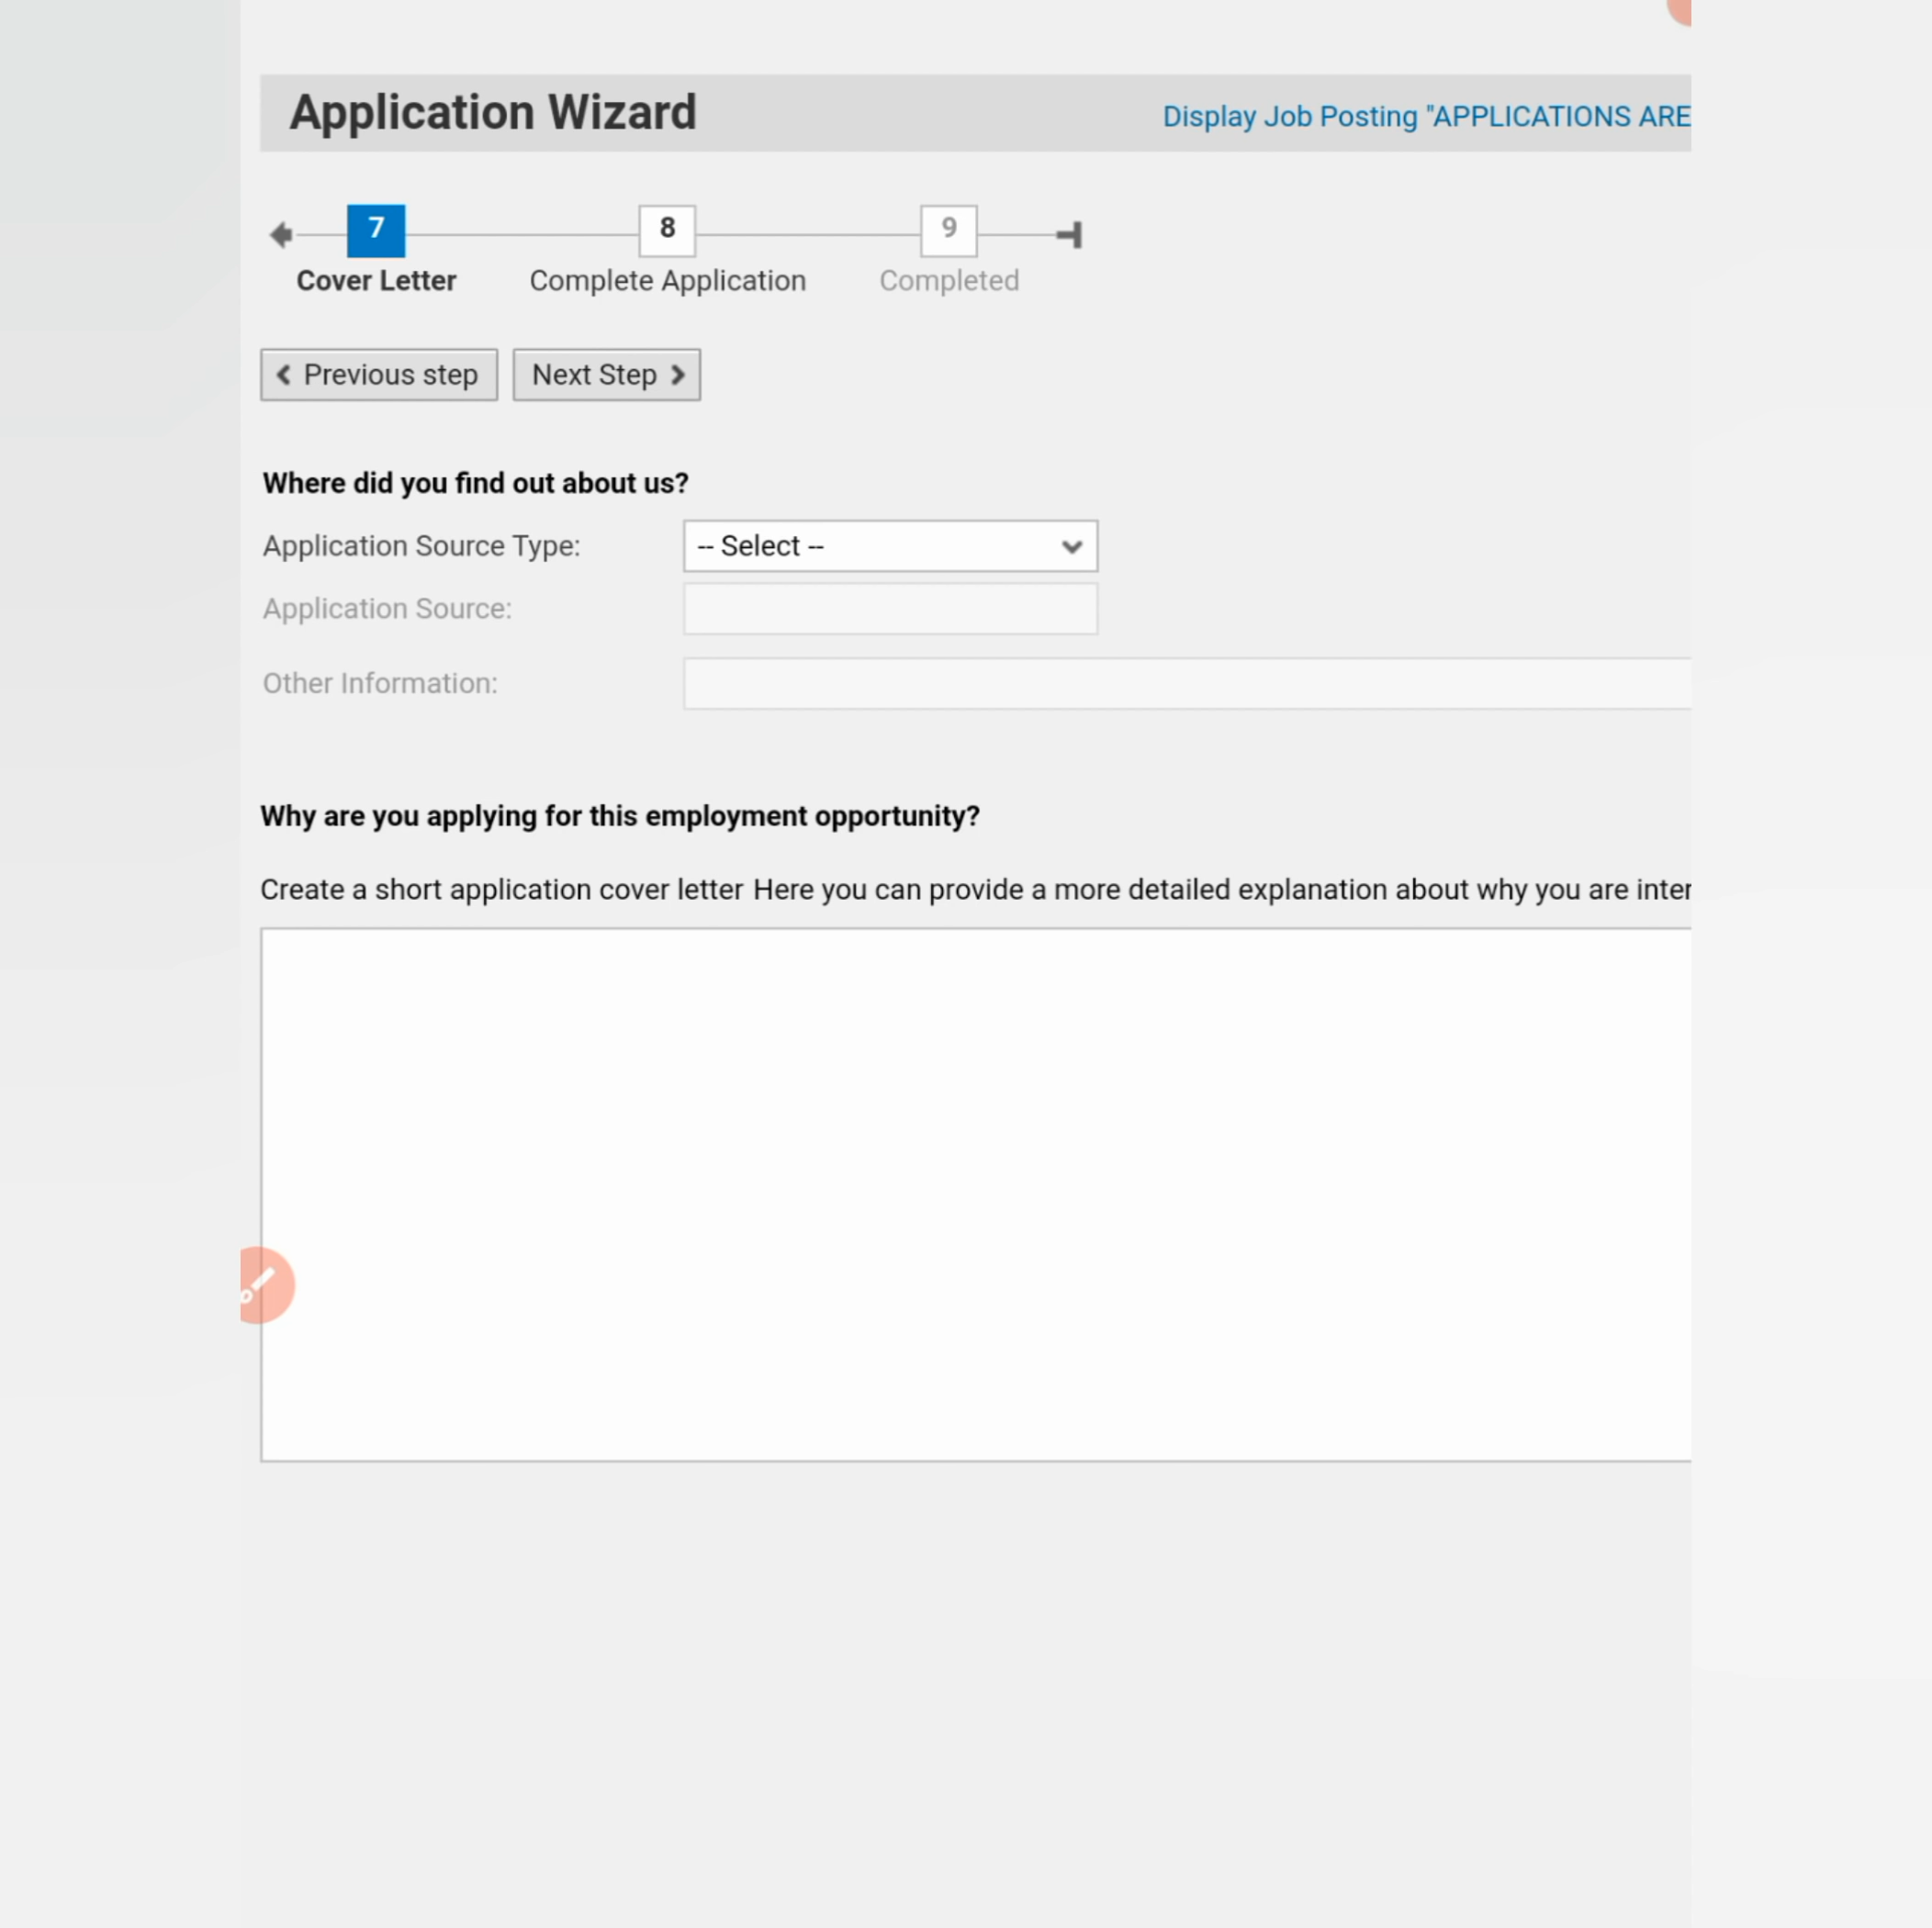 Application Wizard
Display Job Posting "APPLICATIONS ARE
7
8
9
Cover Letter
Complete Application
Completed
Previous step
Next Step
Where did you find out about us?
Application Source Type:
-- Select --
Application Source:
Other Information:
Why are you applying for this employment opportunity?
Create a short application cover letter Here you can provide a more detailed explanation about why you are inter